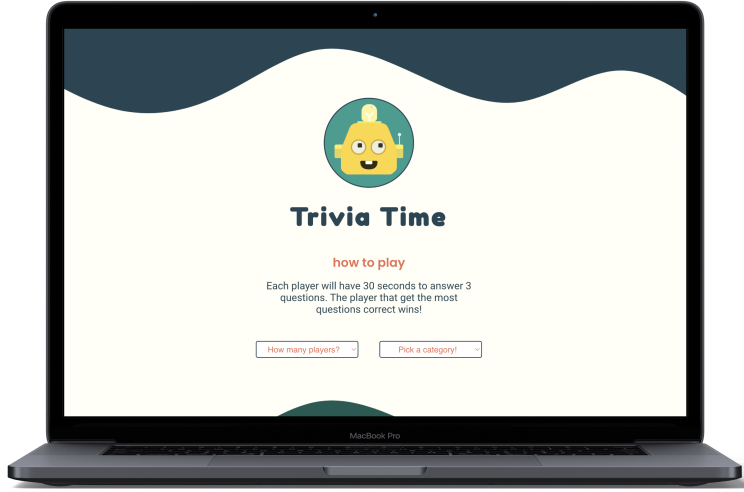 Trivia Time
how to play
Each player will have 30 seconds to answer 3
questions. The player that get the most
questions correct wins!
How many players?
Pick a category!
MacBook Pro